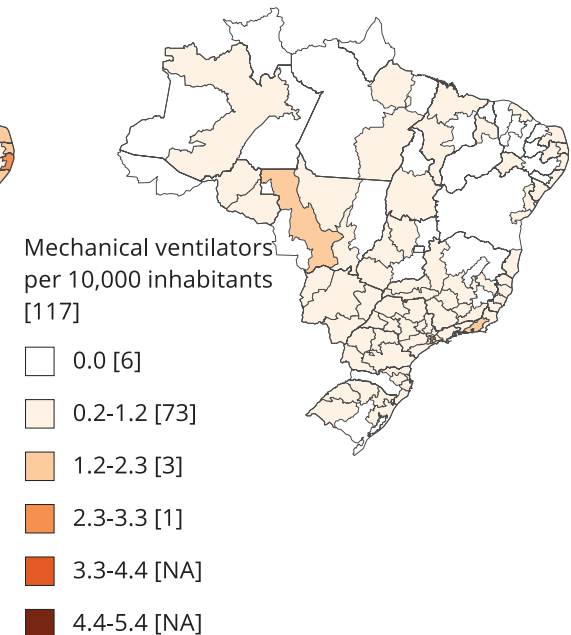 Mechanical ventilators
per 10,000 inhabitants
[117]
0.0 [6]
0.2-1.2 [73]
1.2-2.3 [3]
2.3-3.3 [1]
3.3-4.4 [NA]
4.4-5.4 [NA]